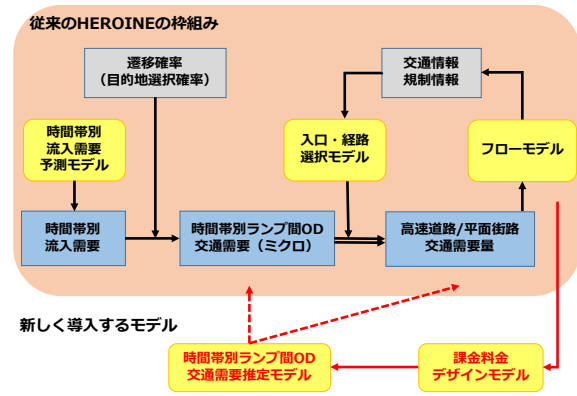 従来のHEROINEの枠組み
遷移確率
（目的地選択確率）
交通情報
規制情報
時間帯別
流入需要
予測モデル
入口・経路
選択モデル
フローモデル
時間帯別
流入需要
時間帯別ランプ間OD
交通需要（ミクロ）
高速道路/平面街路
交通需要量
新しく導入するモデル
時間帯別ランプ間OD
交通需要推定モデル
課金料金
デザインモデル